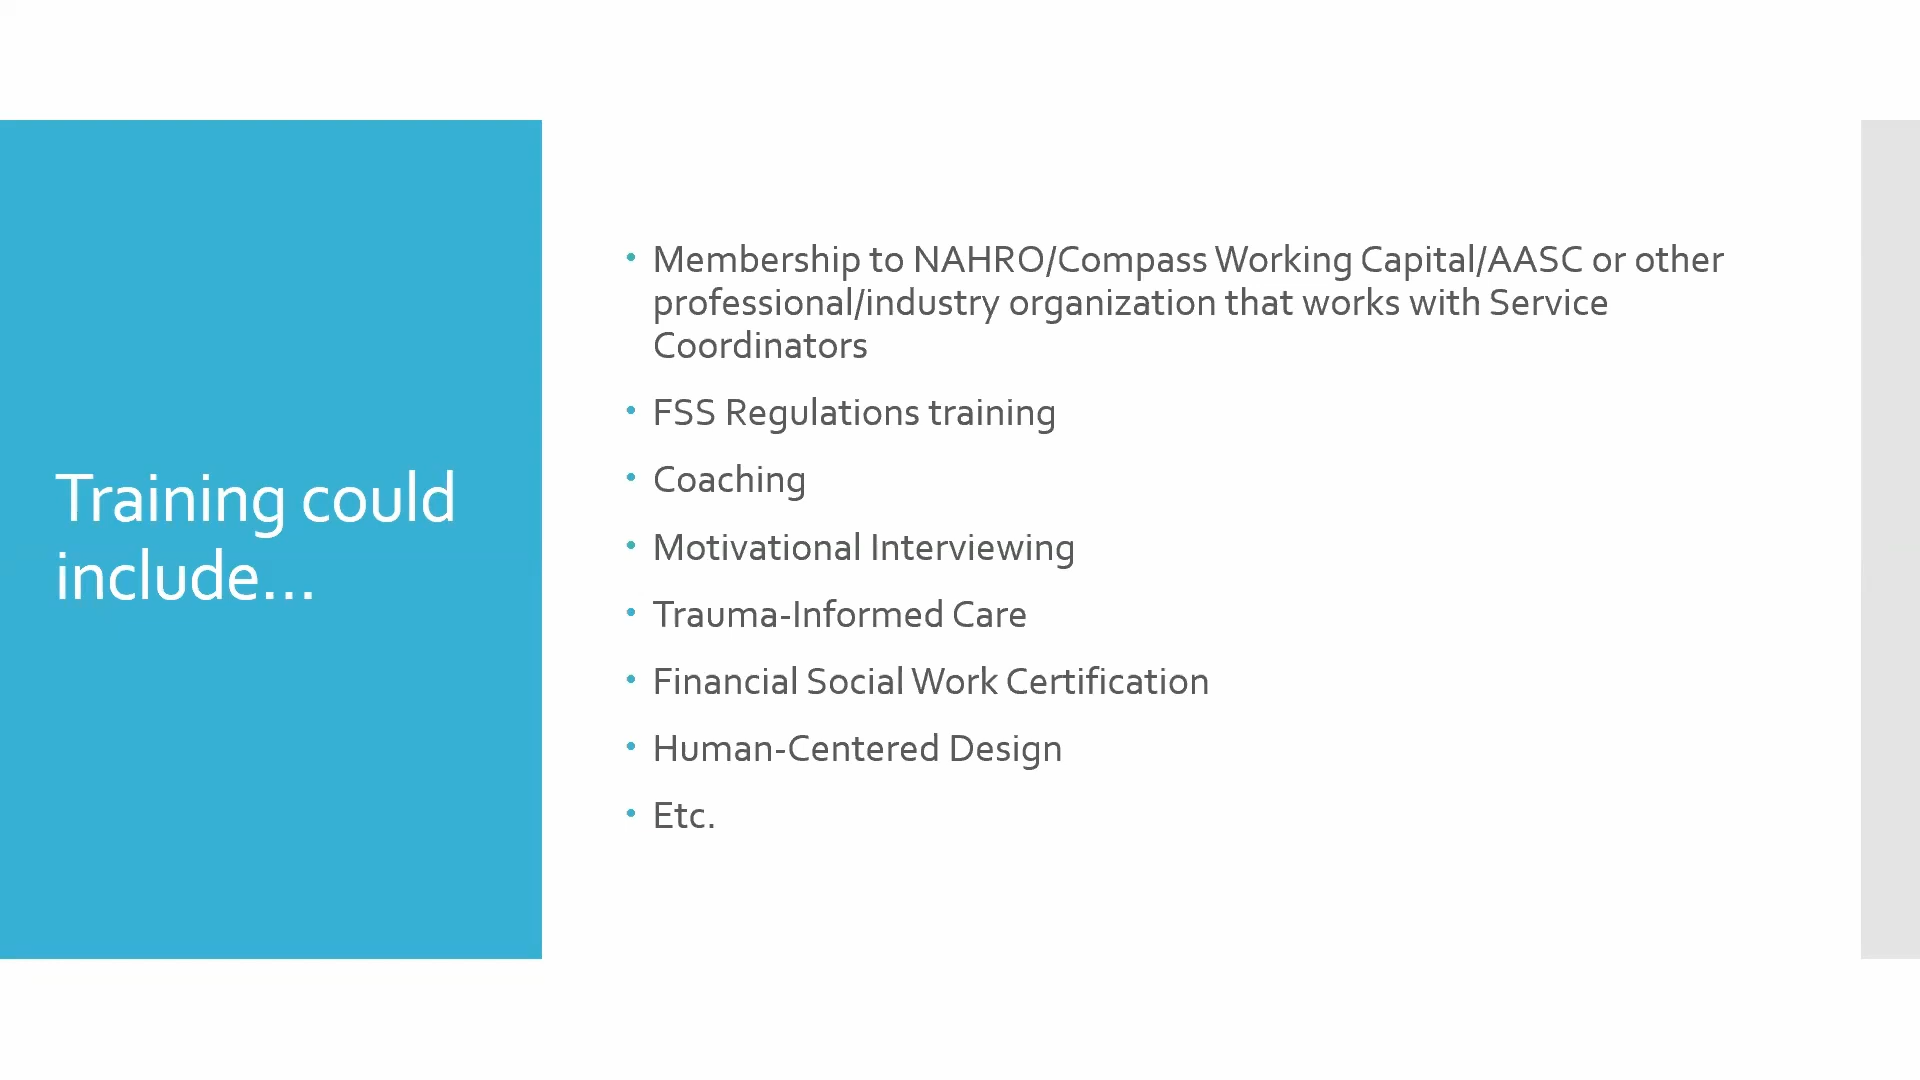 Training could
include...
• Membership to NAHRO/Compass Working Capital/AASC or other
professional/industry organization that works with Service
Coordinators
• FSS Regulations training
• Coaching
• Motivational Interviewing
• Trauma-Informed Care
• Financial Social Work Certification
• Human-Centered Design
• Etc.